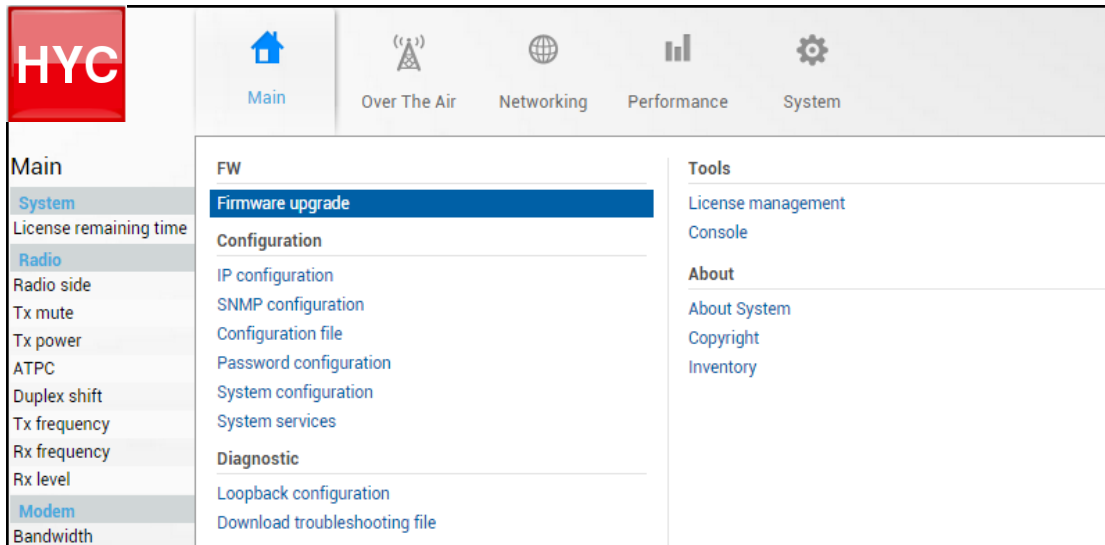 HYC
Main
Over The Air
Networking
Performance
System
Main
System
License remaining time
Radio
Radio side
Tx mute
Tx power
ATPC
Duplex shift
Tx frequency
Rx frequency
Rx level
Modem
Bandwidth
FW
Firmware upgrade
Configuration
IP configuration
SNMP configuration
Configuration file
Password configuration
System configuration
System services
Diagnostic
Loopback configuration
Download troubleshooting file
Tools
License management
Console
About
About System
Copyright
Inventory